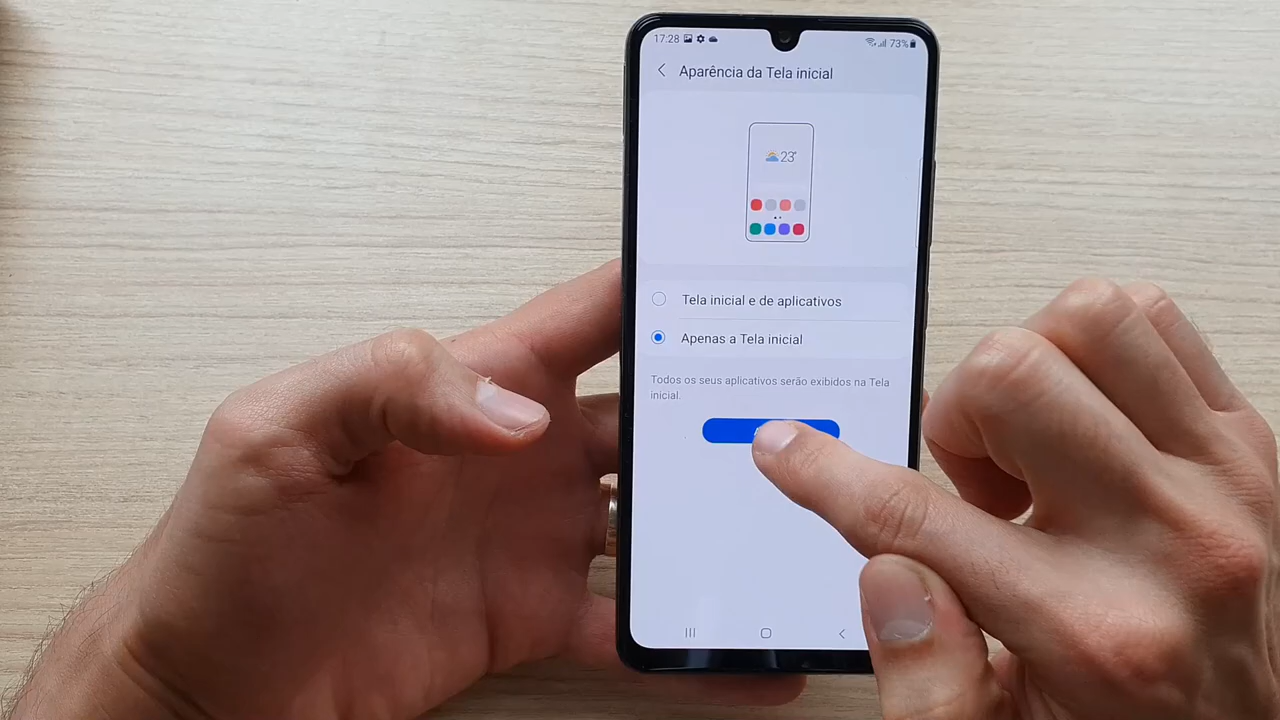 17:28
73%
Aparência da Tela inicial
23°
Tela inicial e de aplicativos
Apenas a Tela inicial
Todos os seus aplicativos serão exibidos na Tela
inicial.